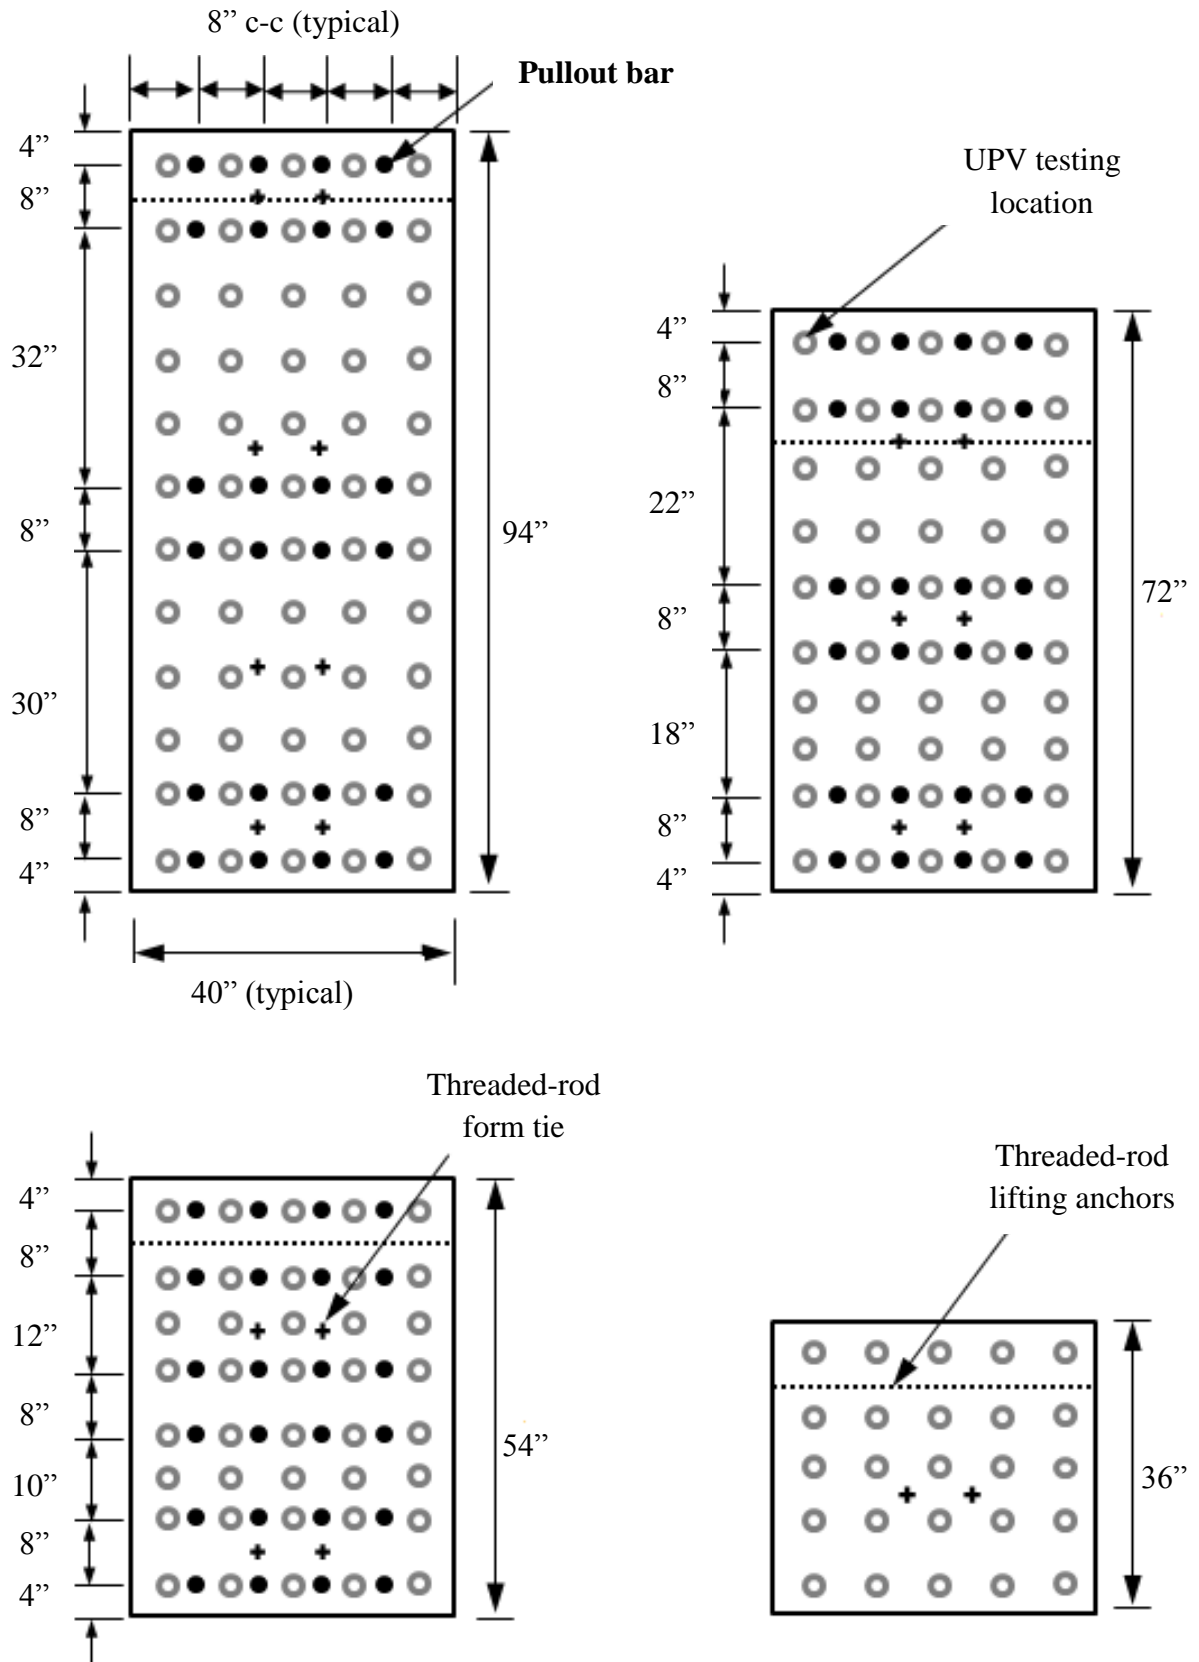 8” c-c (typical)
Pullout bar
4”
8”
32”
8”
30”
8”
4”
94”
40” (typical)
UPV testing
location
4”
8”
22”
8”
18”
8”
4”
72”
Threaded-rod
form tie
4”
8”
12”
8”
10”
8”
4”
54”
Threaded-rod
lifting anchors
36”